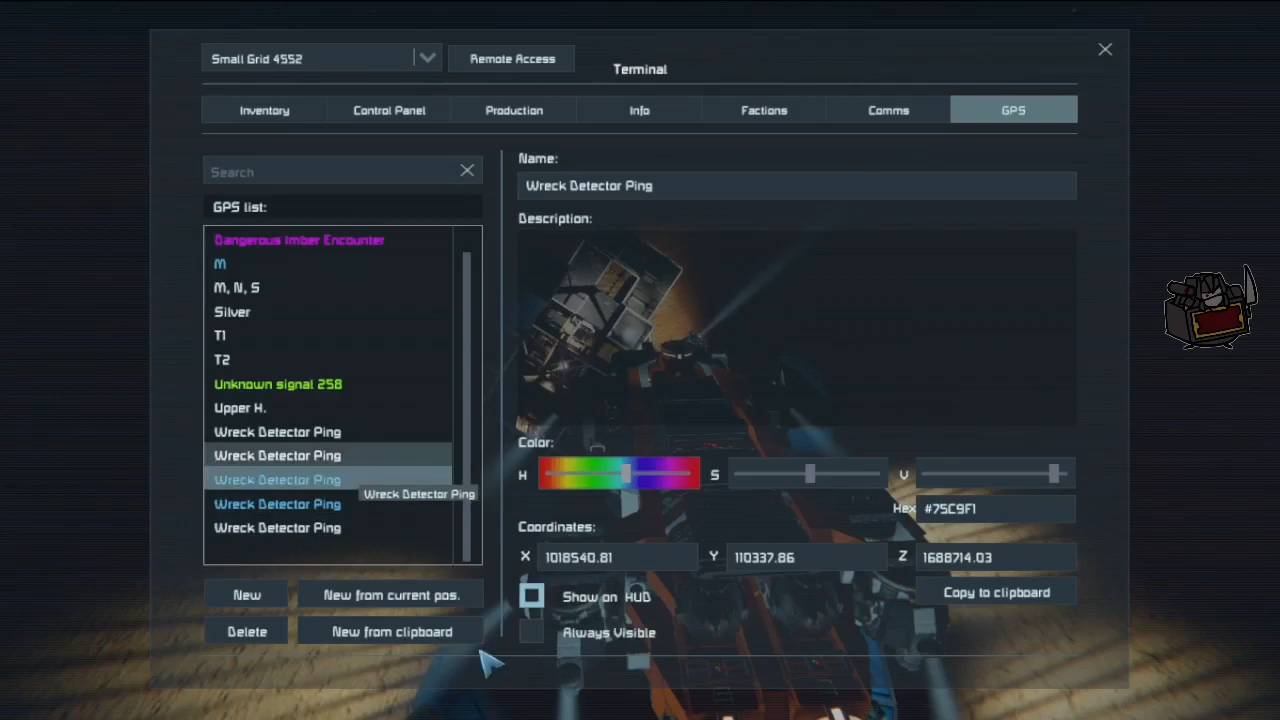 Small Grid 4552
Remote Access
Terminal
Inventory
Control Panel
Production
Info
Factions
Comms
GPS
Search
GPS list:
Dangerous Imber Encounter
M
M, N, S
Silver
T1
T2
Unknown signal 258
Upper H.
Wreck Detector Ping
Wreck Detector Ping
Wreck Detector Ping
Wreck Detector Ping
Wreck Detector Ping
Wreck Detector Ping
New
New from current pos.
Delete
New from clipboard
Name:
Wreck Detector Ping
Description:
Color:
H
S
V
Hex #75C9F1
Coordinates:
X 1018540.81 Y 110337.86 Z 1688714.03
Show on HUD
Copy to clipboard
Always Visible